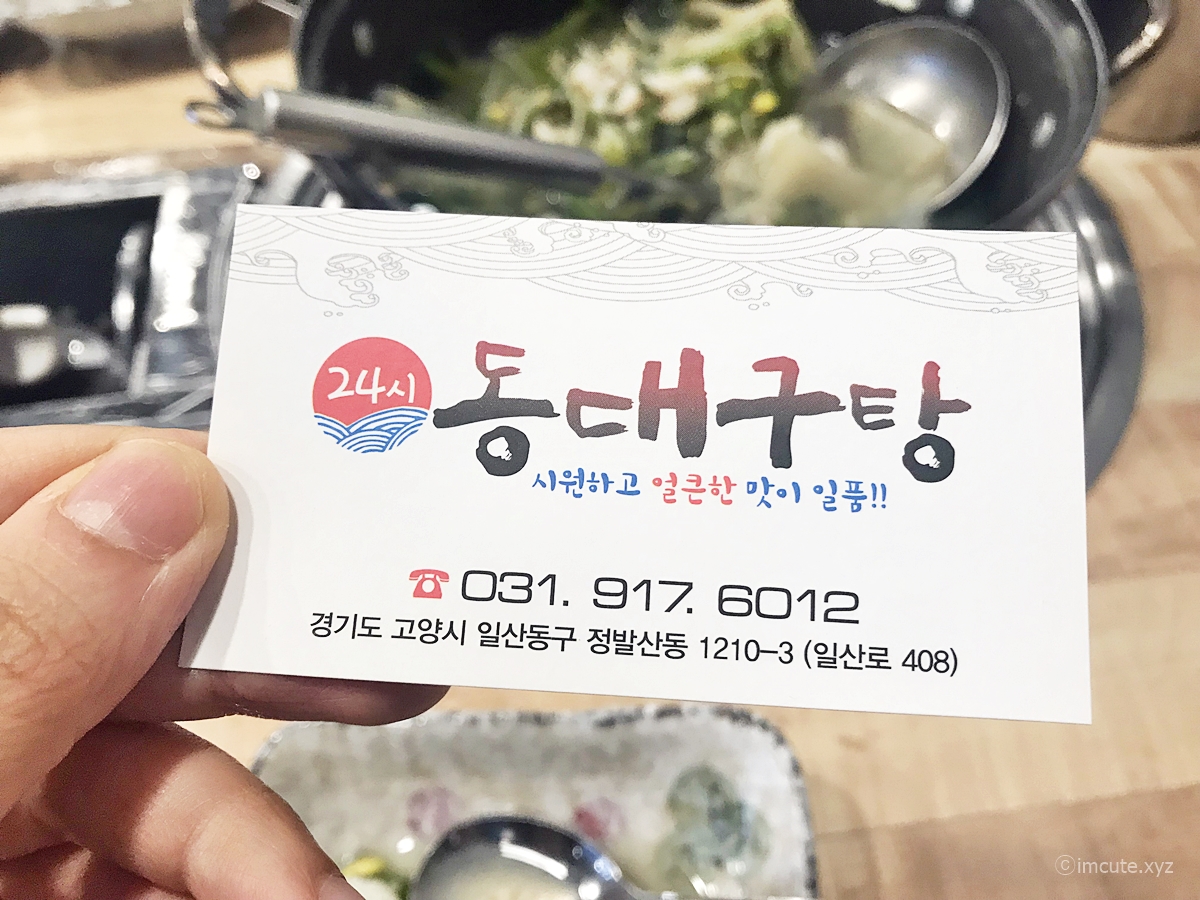 24시 동대구탕
시원하고 얼큰한 맛이 일품!!
☎ 031. 917. 6012
경기도 고양시 일산동구 정발산동 1210-3 (일산로 408)
ⓒimcute.xyz